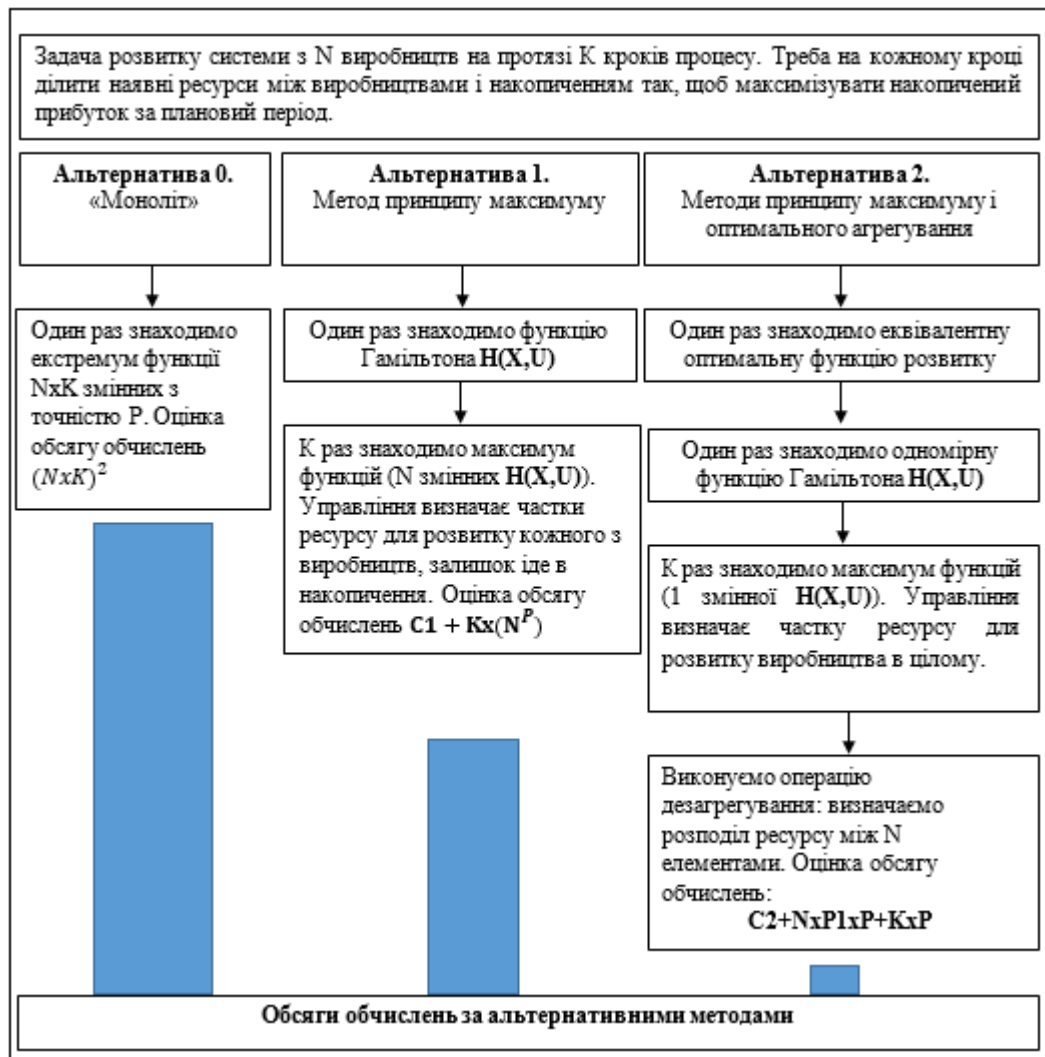 Задача розвитку системи з N виробництв на протязі К кроків процесу. Треба на кожному кроці
ділити наявні ресурси між виробництвами і накопиченням так, щоб максимізувати накопичений
прибуток за плановий період.
Альтернатива 0.
«Моноліт»
Один раз знаходимо
екстремум функції
NxK змінних з
точністю Р. Оцінка
обсягу обчислень
(NxK)²
Альтернатива 1.
Метод принципу максимуму
Один раз знаходимо функцію
Гамільтона H(X,U)
К раз знаходимо максимум
функцій (N змінних H(X,U)).
Управління визначає частки
ресурсу для розвитку кожного з
виробництв, залишок іде в
накопичення. Оцінка обсягу
обчислень C1 + Kx(N^P)
Альтернатива 2.
Методи принципу максимуму і
оптимального агрегування
Один раз знаходимо еквівалентну
оптимальну функцію розвитку
Один раз знаходимо одномірну
функцію Гамільтона H(X,U)
К раз знаходимо максимум функцій
(1 змінної H(X,U)). Управління
визначає частку ресурсу для
розвитку виробництва в цілому.
Виконуємо операцію
дезагрегування: визначаємо
розподіл ресурсу між N
елементами. Оцінка обсягу
обчислень:
C2+NxP1xP+KxP
Обсяги обчислень за альтернативними методами